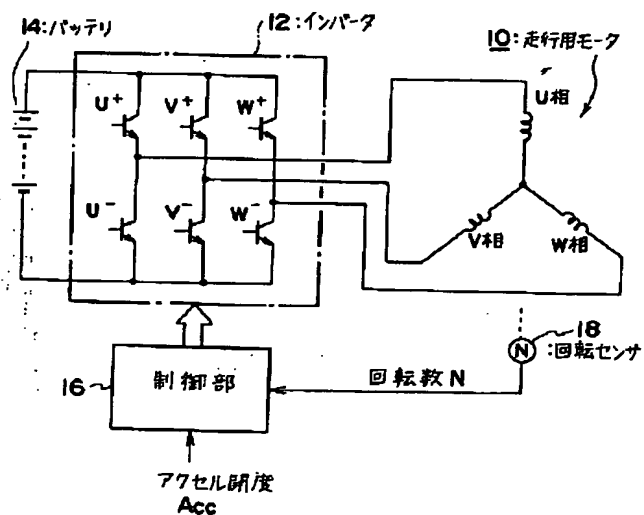 14:バッテリ
12:インバータ
10:走行用モータ
U相
U+
V+
W+
U-
V-
W-
V相
W相
18
:回転センサ
N
16
制御部
回転数N
アクセル開度
Acc